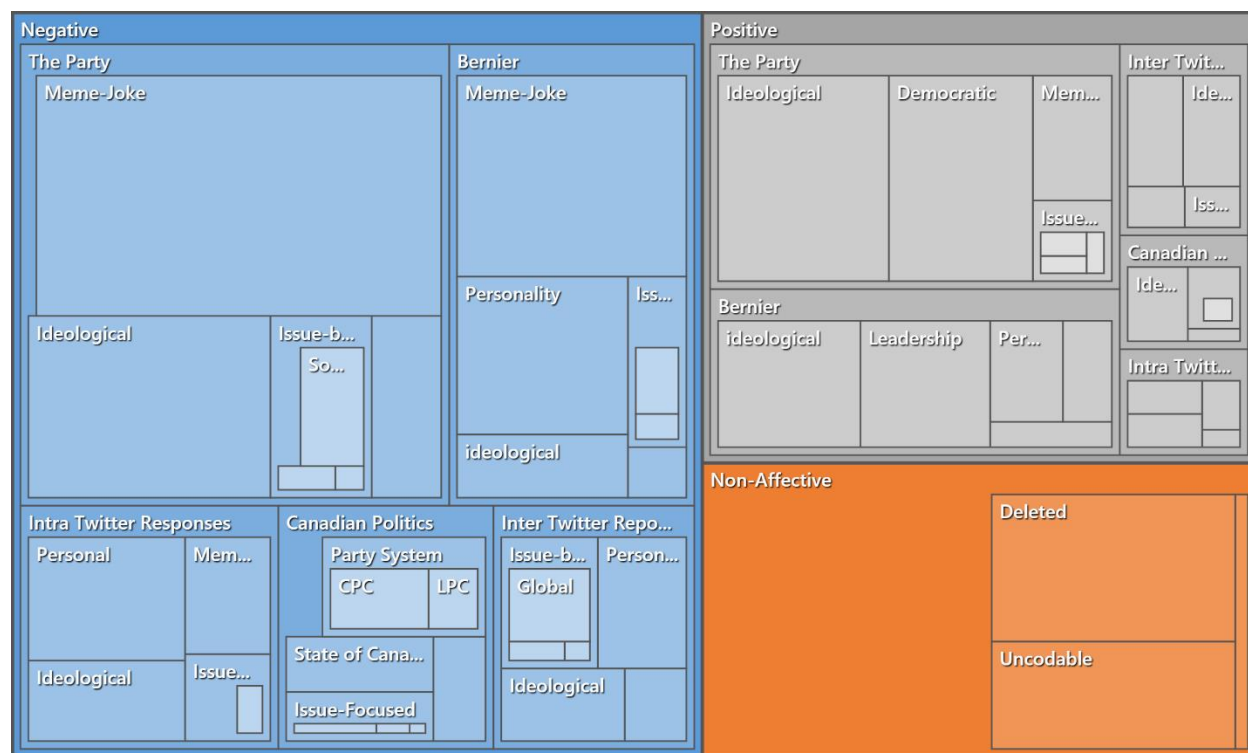 Negative
The Party
Meme-Joke
Ideological
Issue-b...
So...
Bernier
Meme-Joke
Personality
Iss...
ideological
Intra Twitter Responses
Personal
Mem...
Ideological
Issue...
Canadian Politics
Party System
CPC
LPC
State of Cana...
Issue-Focused
Inter Twitter Repo...
Issue-b...
Global
Person...
Ideological
Positive
The Party
Ideological
Democratic
Mem...
Issue...
Bernier
ideological
Leadership
Per...
Inter Twit...
Ide...
Iss...
Canadian ...
Ide...
Intra Twitt...
Non-Affective
Deleted
Uncodable